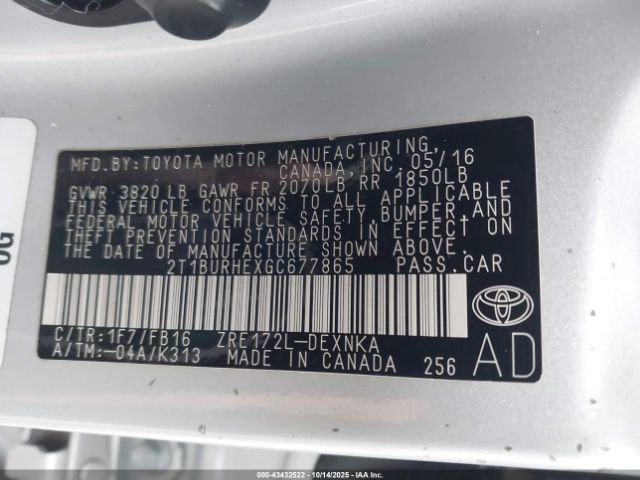 MFD.BY:TOYOTA MOTOR MANUFACTURING,
CANADA,INC. 05/16
GVWR 3820 LB GAWR FR 2070LB RR 1850LB
THIS VEHICLE CONFORMS TO ALL APPLICABLE
FEDERAL MOTOR VEHICLE SAFETY, BUMPER, AND
THEFT PREVENTION STANDARDS IN EFFECT ON
THE DATE OF MANUFACTURE SHOWN ABOVE.
2T1BURHEXGC677865 PASS.CAR
C/TR:1F7/FB16 ZRE172L-DEXNKA
A/TM:-04A/K313 MADE IN CANADA 256
TOYOTA
AD
000-43432522 - 10/14/2025 - IAAI.COM